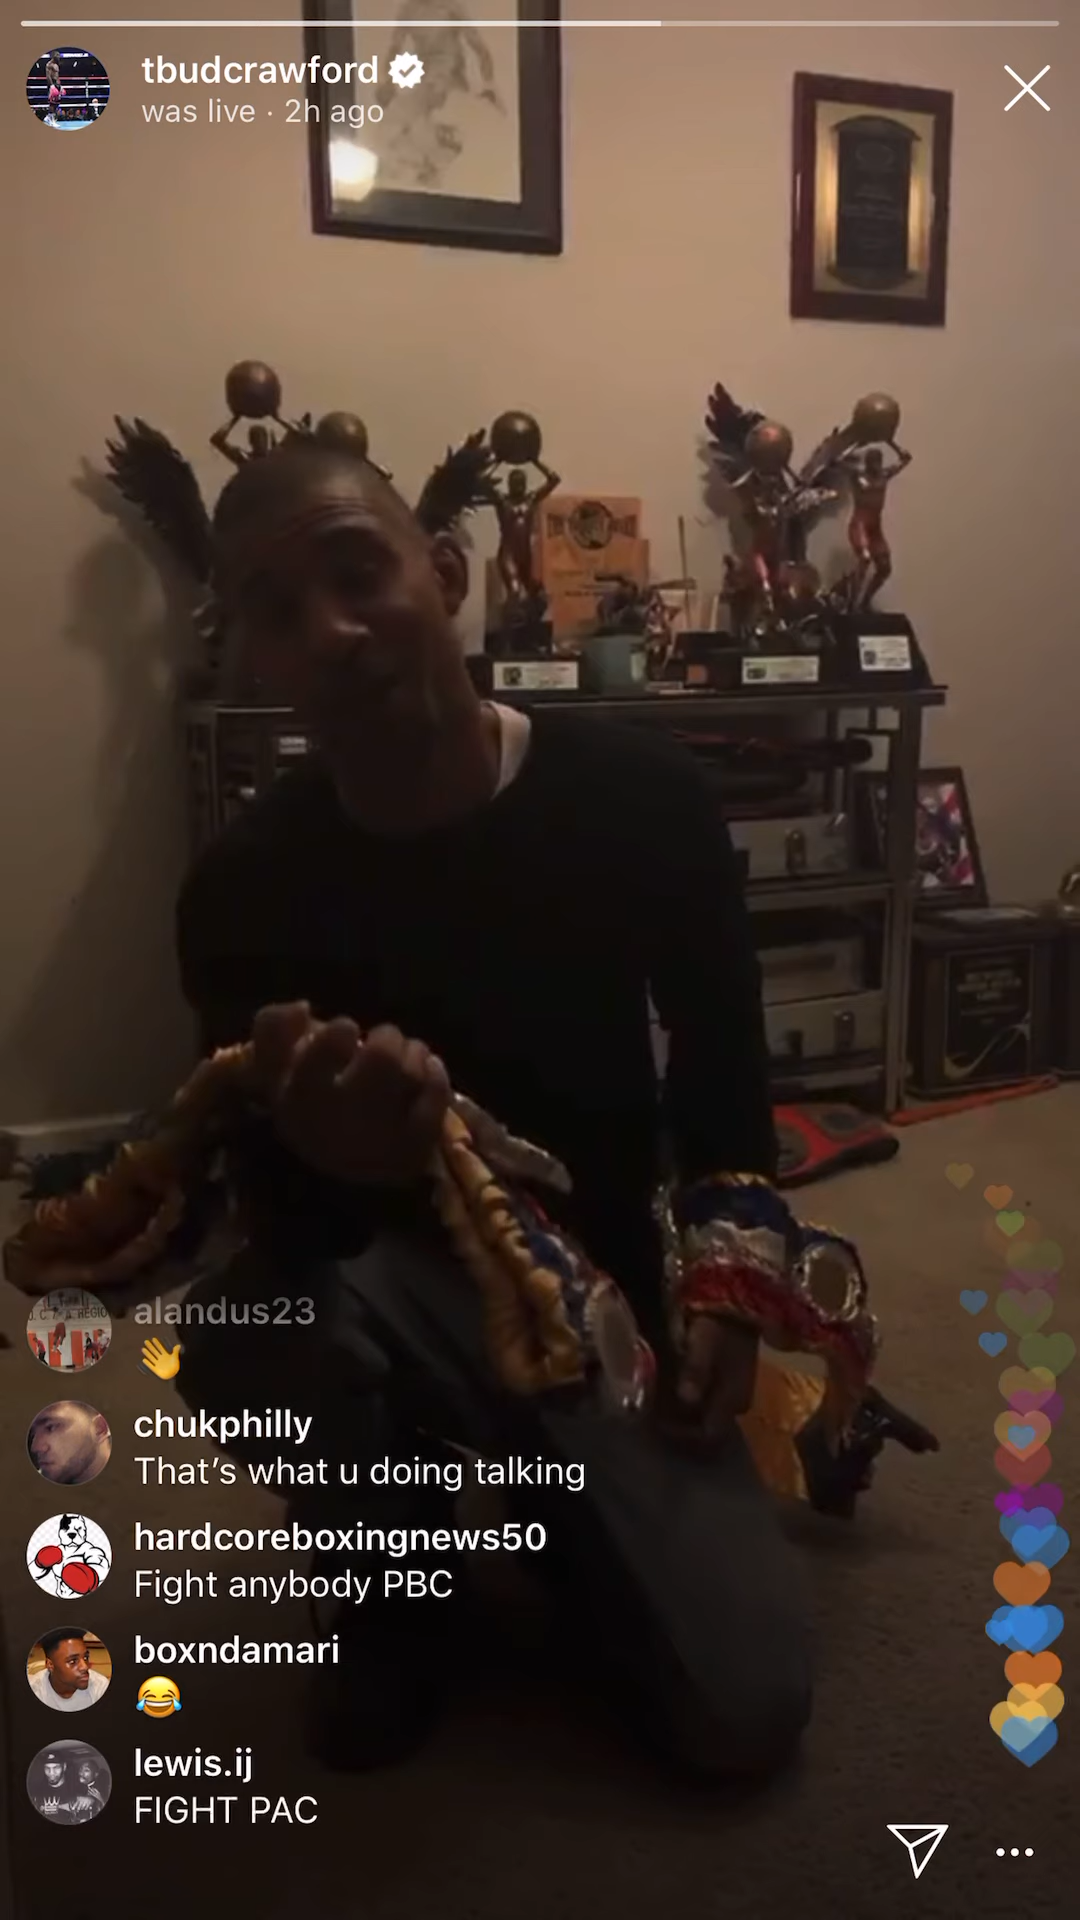 tbudcrawford
was live · 2h ago
alandus23
👋
chukphilly
That's what u doing talking
hardcoreboxingnews50
Fight anybody PBC
boxndamari
😂
lewis.ij
FIGHT PAC